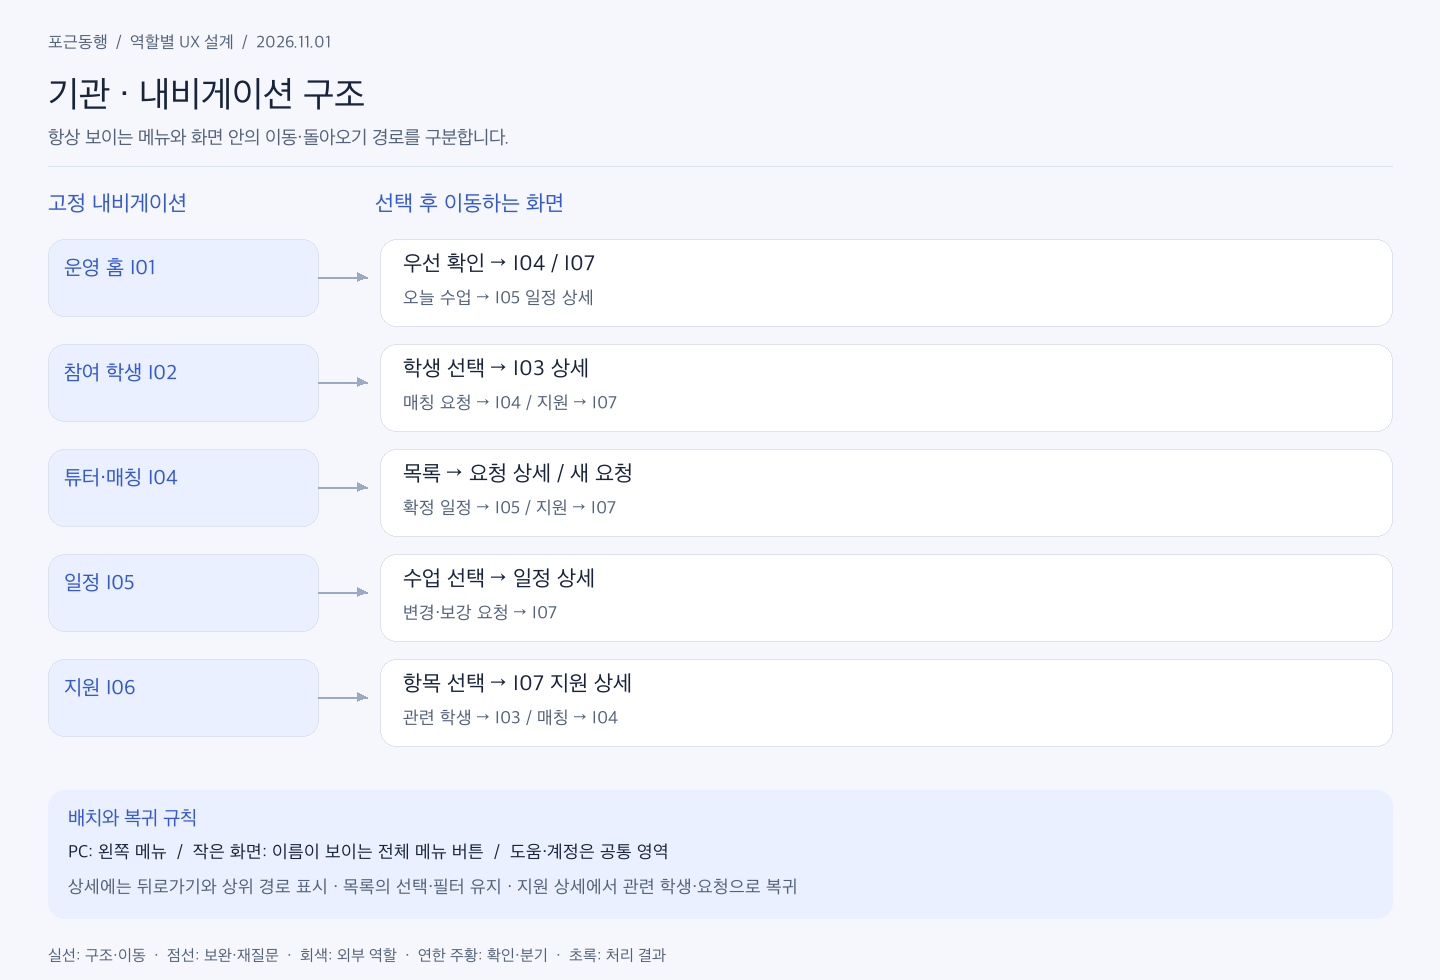 포근동행 / 역할별 UX 설계 / 2026.11.01
기관 · 내비게이션 구조
항상 보이는 메뉴와 화면 안의 이동·돌아오기 경로를 구분합니다.
고정 내비게이션
선택 후 이동하는 화면
운영 홈 I01
우선 확인 → I04 / I07
오늘 수업 → I05 일정 상세
참여 학생 I02
학생 선택 → I03 상세
매칭 요청 → I04 / 지원 → I07
튜터·매칭 I04
목록 → 요청 상세 / 새 요청
확정 일정 → I05 / 지원 → I07
일정 I05
수업 선택 → 일정 상세
변경·보강 요청 → I07
지원 I06
항목 선택 → I07 지원 상세
관련 학생 → I03 / 매칭 → I04
배치와 복귀 규칙
PC: 왼쪽 메뉴 / 작은 화면: 이름이 보이는 전체 메뉴 버튼 / 도움·계정은 공통 영역
상세에는 뒤로가기와 상위 경로 표시 · 목록의 선택·필터 유지 · 지원 상세에서 관련 학생·요청으로 복귀
실선: 구조·이동 · 점선: 보완·재질문 · 회색: 외부 역할 · 연한 주황: 확인·분기 · 초록: 처리 결과